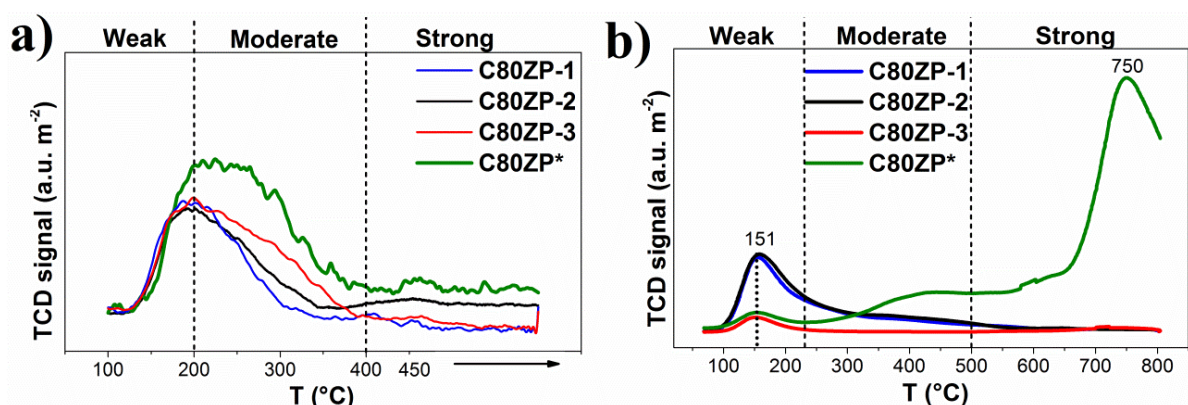 a)
Weak Moderate Strong
C80ZP-1
C80ZP-2
C80ZP-3
C80ZP*
TCD signal (a.u. m-2)
100 200 300 400 450
T (°C)
b)
Weak Moderate Strong
750
C80ZP-1
C80ZP-2
C80ZP-3
C80ZP*
151
TCD signal (a.u. m-2)
100 200 300 400 500 600 700 800
T (°C)